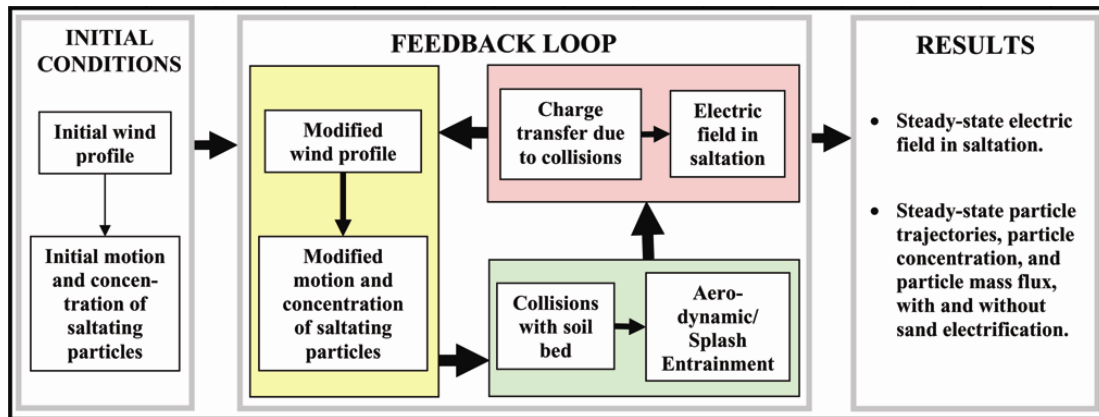 INITIAL
CONDITIONS
Initial wind
profile
Initial motion
and concen-
tration of
saltating
particles
FEEDBACK LOOP
Modified
wind profile
Modified
motion and
concentration
of saltating
particles
Charge
transfer due
to collisions
Electric
field in
saltation
Collisions
with soil
bed
Aero-
dynamic/
Splash
Entrainment
RESULTS
• Steady-state electric
field in saltation.
• Steady-state particle
trajectories, particle
concentration, and
particle mass flux,
with and without
sand electrification.